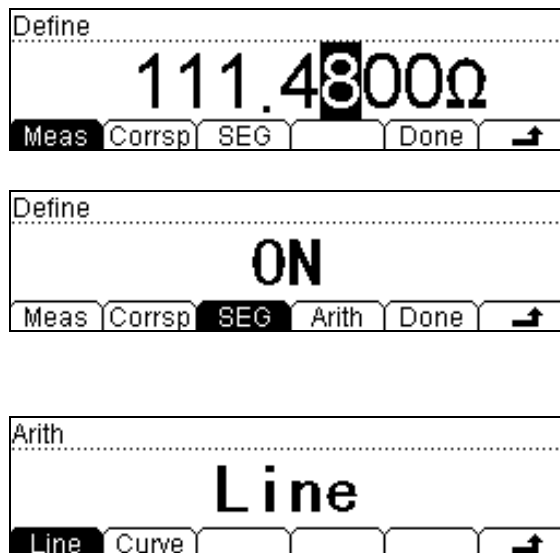 Define
111.4800Ω
Meas Corrsp SEG Done
Define
ON
Meas Corrsp SEG Arith Done
Arith
Line
Line Curve